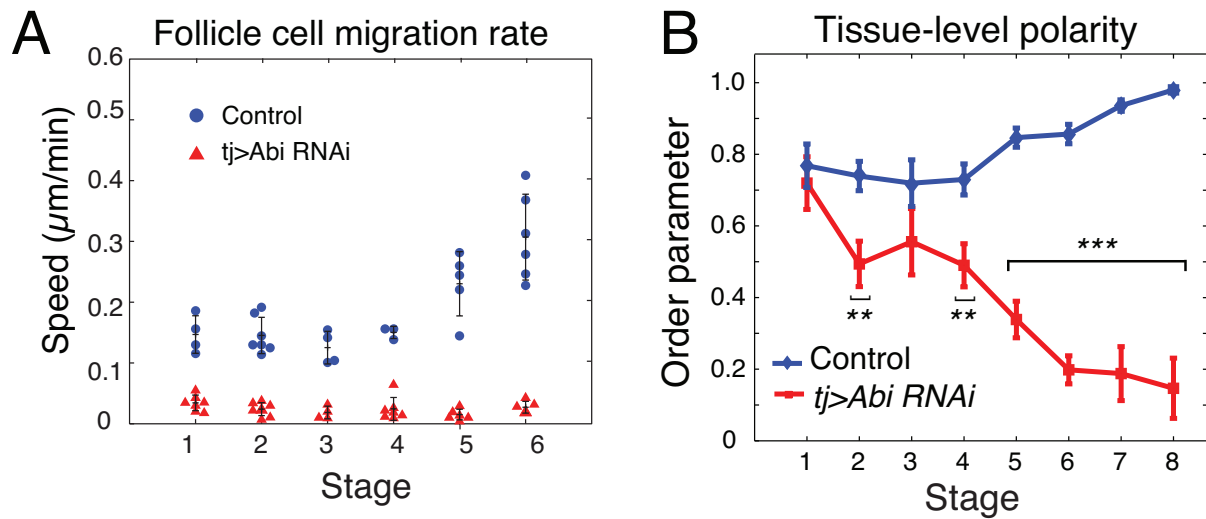 A
Follicle cell migration rate
Speed (µm/min)
0.6
0.5
0.4
0.3
0.2
0.1
0
Control
tj>Abi RNAi
1 2 3 4 5 6
Stage
B
Tissue-level polarity
Order parameter
1.0
0.8
0.6
0.4
0.2
0
***
** **
Control
tj>Abi RNAi
1 2 3 4 5 6 7 8
Stage